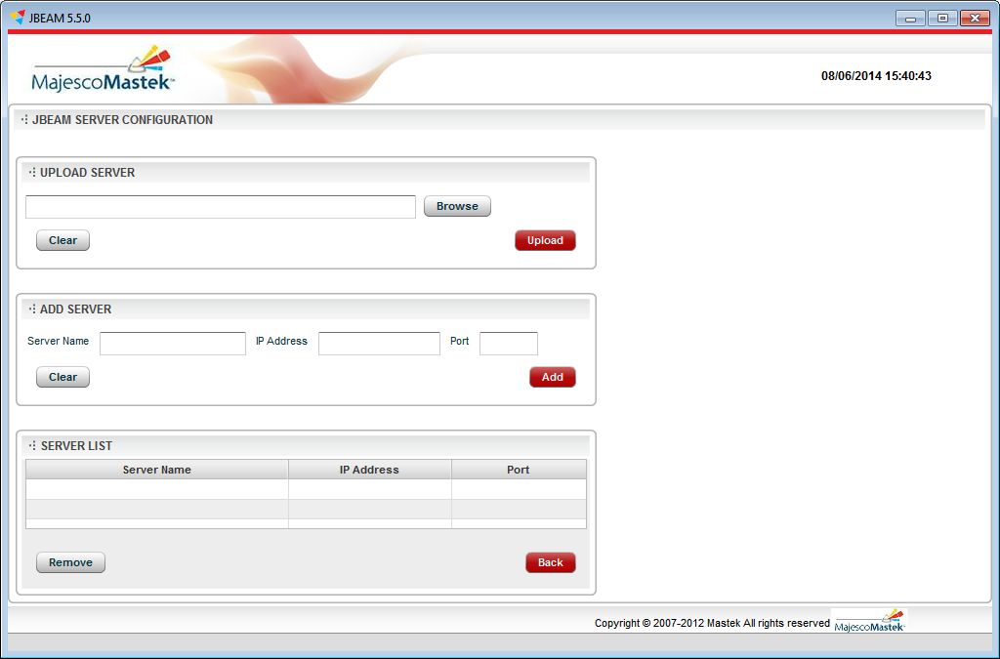 JBEAM 5.5.0
MajescoMastek
08/06/2014 15:40:43
JBEAM SERVER CONFIGURATION
UPLOAD SERVER
Browse
Clear Upload
ADD SERVER
Server Name IP Address Port
Clear Add
SERVER LIST
Server Name IP Address Port
Remove Back
Copyright © 2007-2012 Mastek All rights reserved MajescoMastek